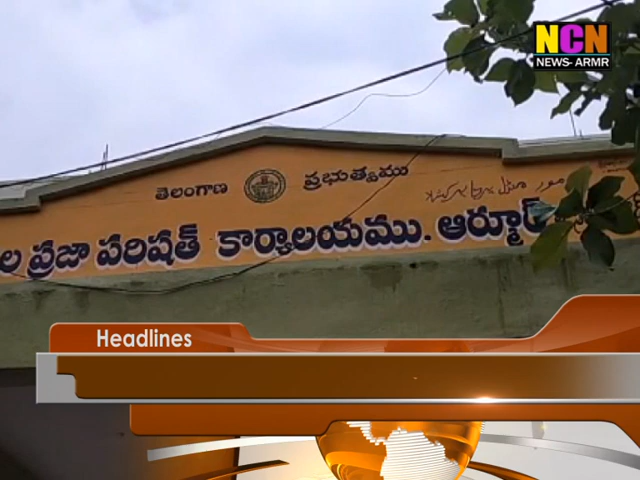 NCN
NEWS- ARMR
తెలంగాణ ప్రభుత్వము
ల ప్రజా పరిషత్ కార్యాలయము. ఆర్మూర్
Headlines